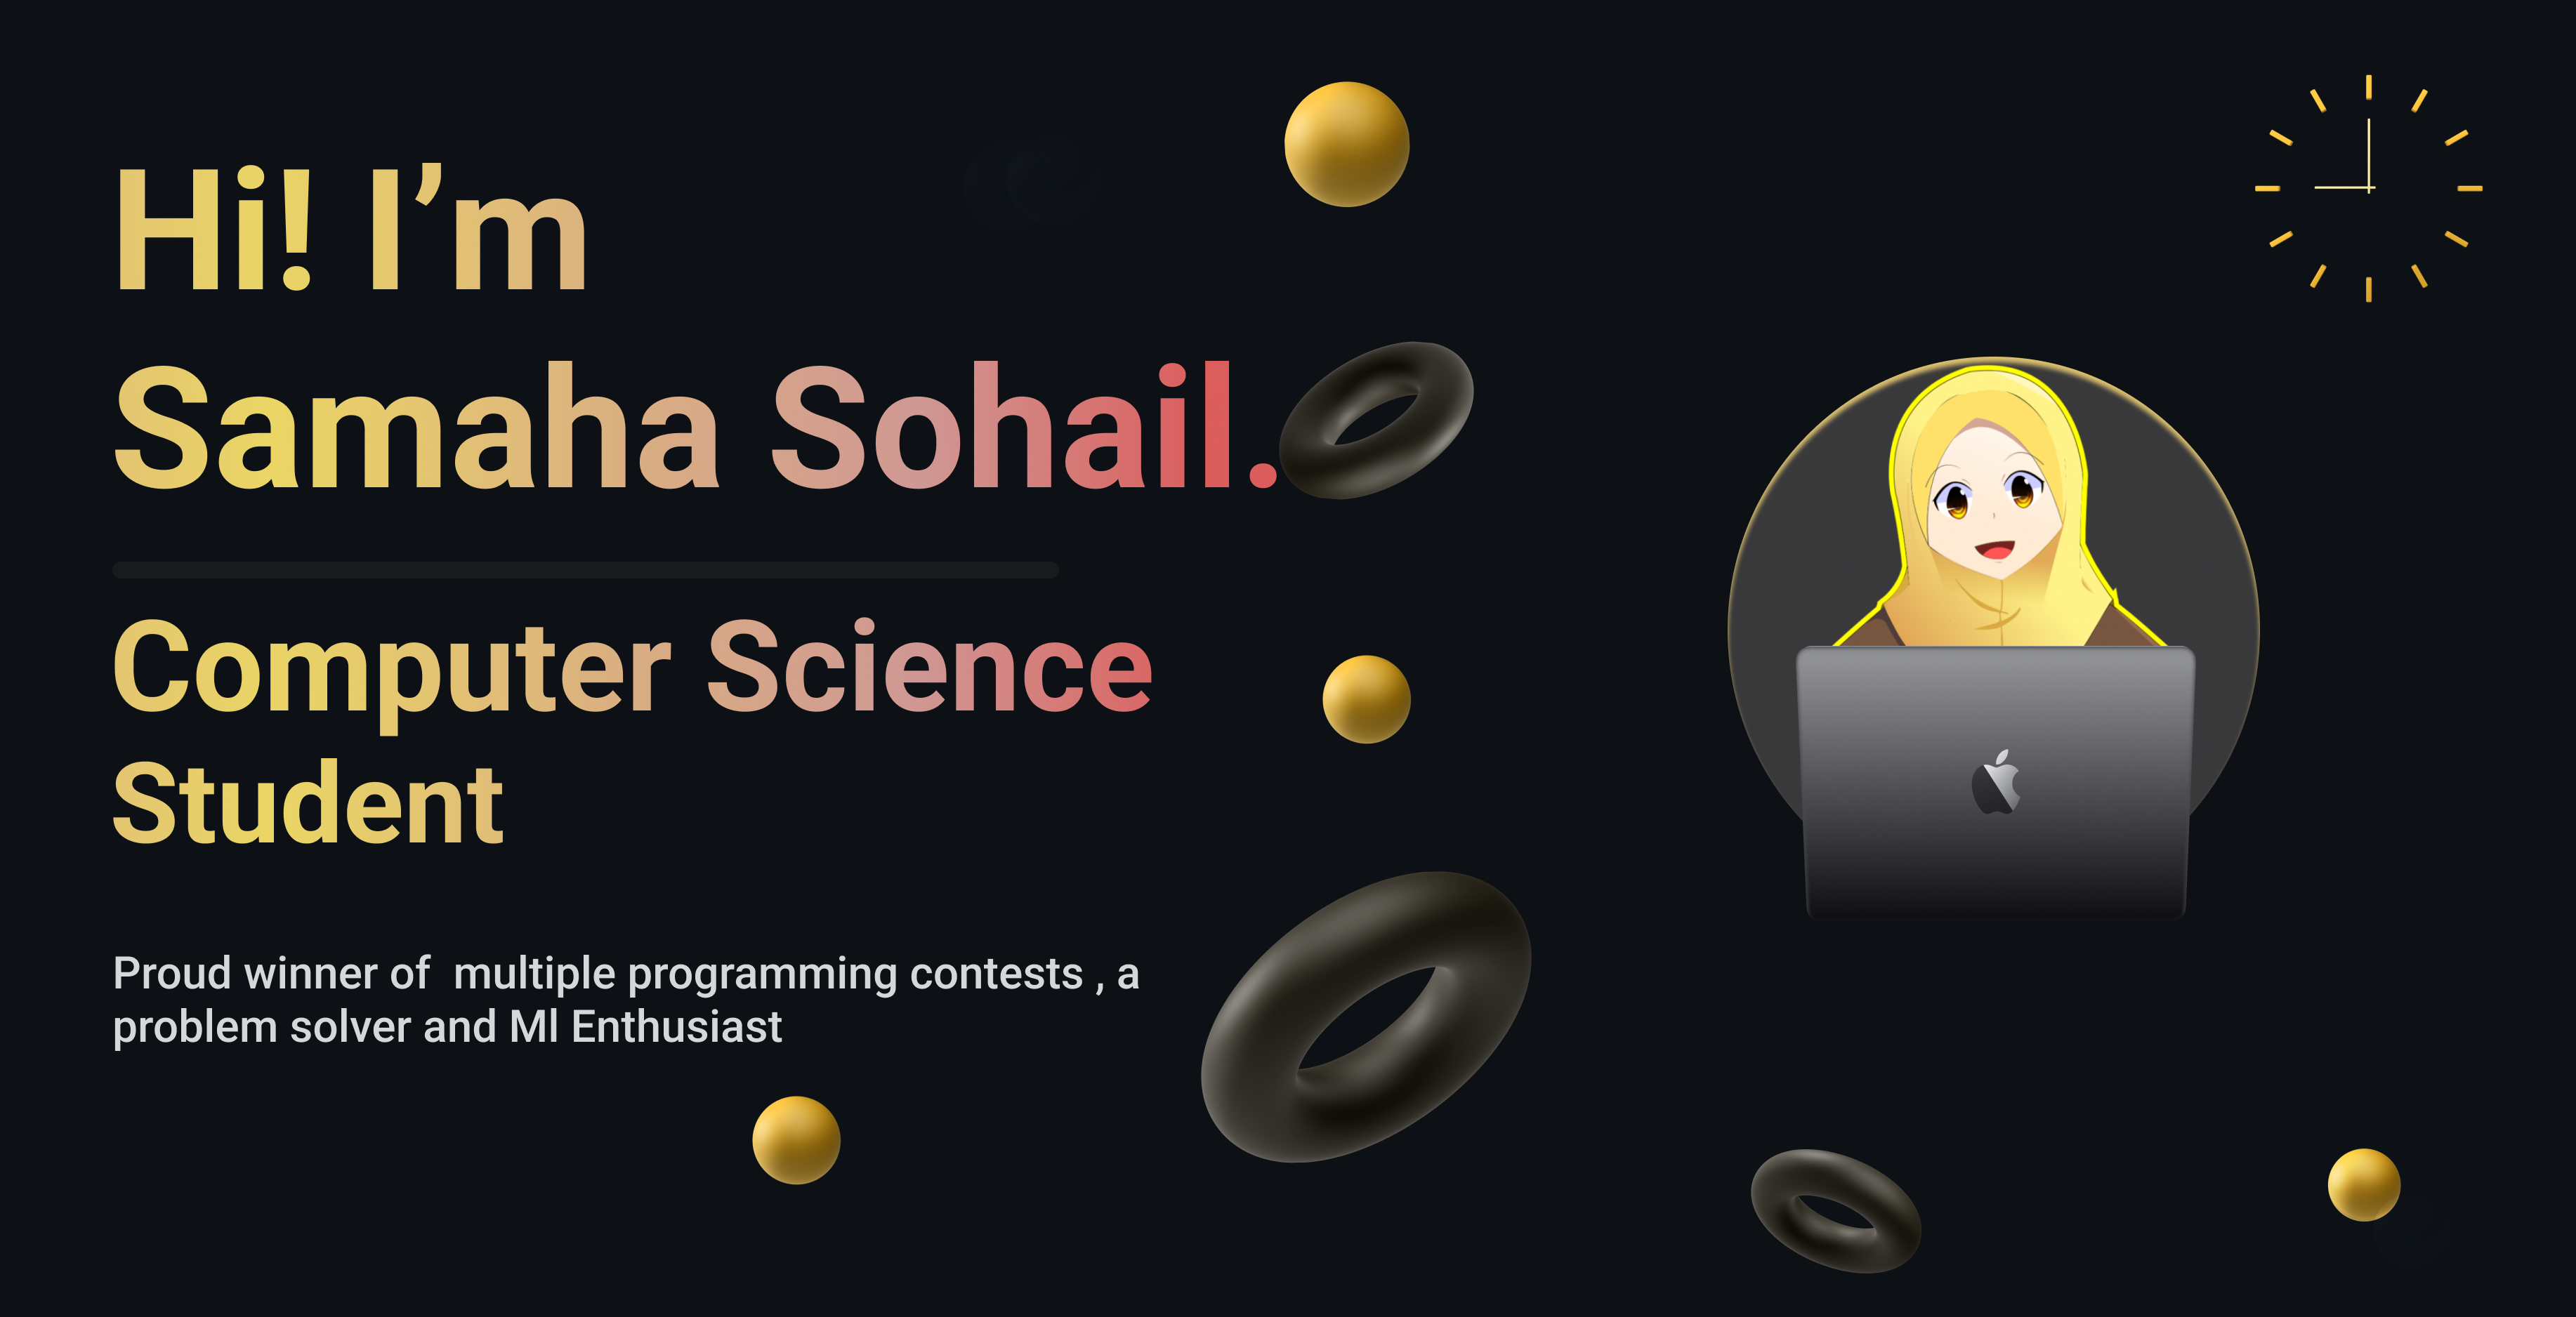 Hi! I’m
Samaha Sohail.
Computer Science
Student
Proud winner of  multiple programming contests , a
problem solver and Ml Enthusiast